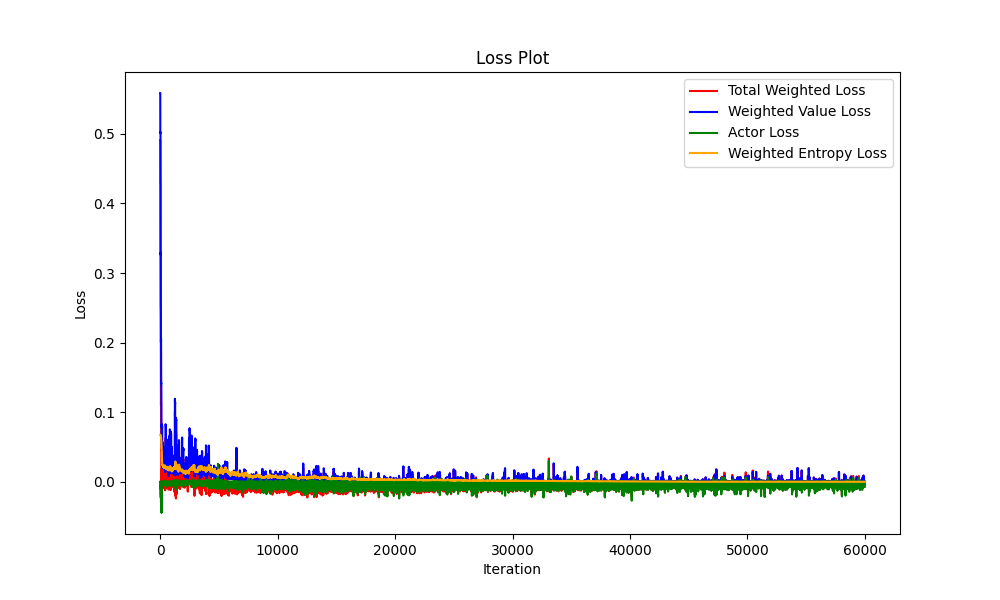 Loss Plot
Total Weighted Loss
Weighted Value Loss
Actor Loss
Weighted Entropy Loss
0.5
0.4
0.3
0.2
0.1
0.0
Loss
0 10000 20000 30000 40000 50000 60000
Iteration